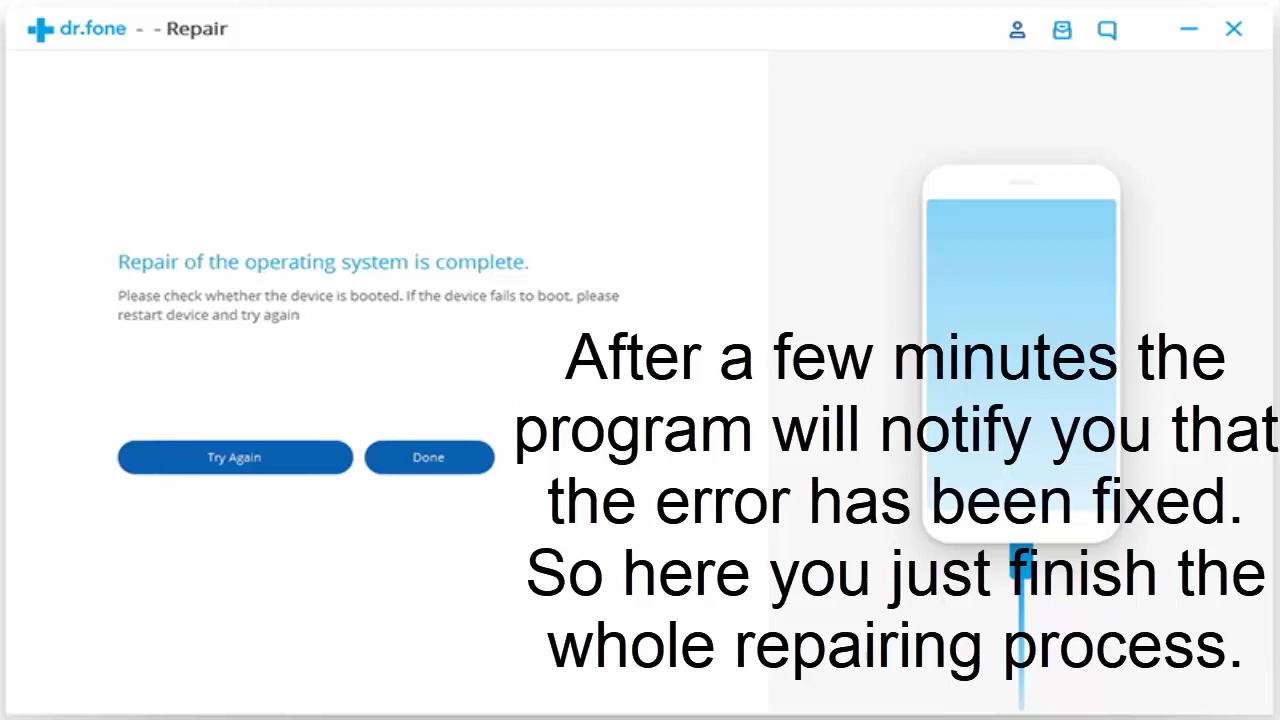 dr.fone - - Repair
Repair of the operating system is complete.
Please check whether the device is booted. If the device fails to boot, please
restart device and try again
Try Again
Done
After a few minutes the
program will notify you that
the error has been fixed.
So here you just finish the
whole repairing process.